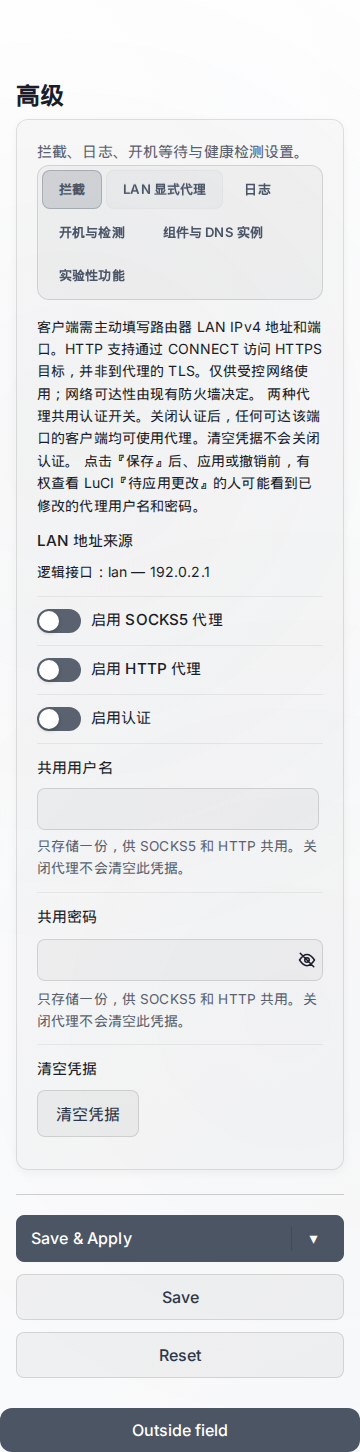 高级
拦截、日志、开机等待与健康检测设置。
拦截 LAN 显式代理 日志
开机与检测 组件与 DNS 实例
实验性功能
客户端需主动填写路由器 LAN IPv4 地址和端
口。HTTP 支持通过 CONNECT 访问 HTTPS
目标，并非到代理的 TLS。仅供受控网络使
用；网络可达性由现有防火墙决定。 两种代
理共用认证开关。关闭认证后，任何可达该端
口的客户端均可使用代理。清空凭据不会关闭
认证。 点击『保存』后、应用或撤销前，有
权查看 LuCI『待应用更改』的人可能看到已
修改的代理用户名和密码。
LAN 地址来源
逻辑接口：lan — 192.0.2.1
启用 SOCKS5 代理
启用 HTTP 代理
启用认证
共用用户名
只存储一份，供 SOCKS5 和 HTTP 共用。关
闭代理不会清空此凭据。
共用密码
只存储一份，供 SOCKS5 和 HTTP 共用。关
闭代理不会清空此凭据。
清空凭据
清空凭据
Save & Apply ▼
Save
Reset
Outside field